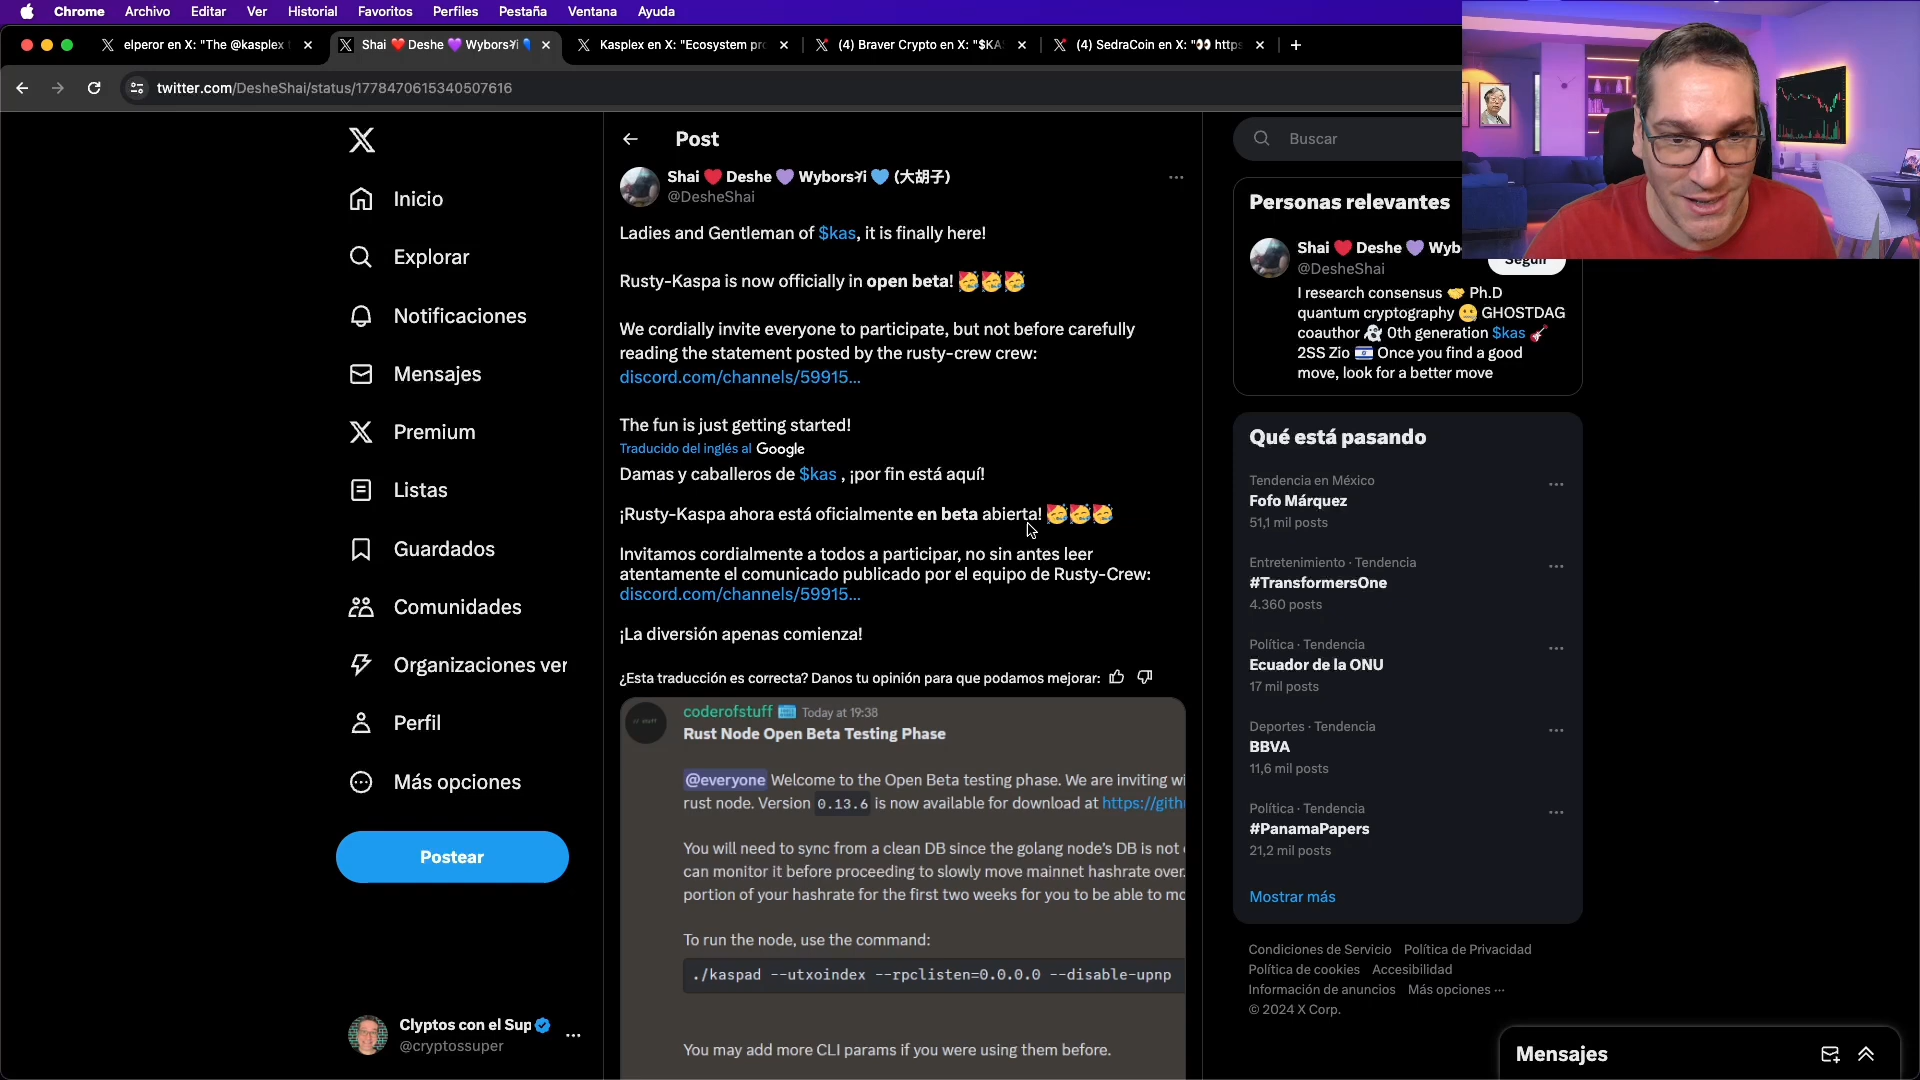 Chrome Archivo Editar Ver Historial Favoritos Perfiles Pestaña Ventana Ayuda
elperor en X: "The @kasplex
Shai ❤️ Deshe 💜 Wybors
Kasplex en X: "Ecosystem pr
(4) Braver Crypto en X: "$KA
(4) SedraCoin en X: "👀 http
twitter.com/DesheShai/status/1778470615340507616
Inicio
Explorar
Notificaciones
Mensajes
Premium
Listas
Guardados
Comunidades
Organizaciones ver
Perfil
Más opciones
Postear
Clyptos con el Sup
@cryptossuper
Post
Shai ❤️ Deshe 💜 Wybors𐤊i 💙 (大胡子)
@DesheShai
Ladies and Gentleman of $kas, it is finally here!
Rusty-Kaspa is now officially in open beta! 🥳🥳🥳
We cordially invite everyone to participate, but not before carefully
reading the statement posted by the rusty-crew crew:
discord.com/channels/59915...
The fun is just getting started!
Traducido del inglés al Google
Damas y caballeros de $kas , ¡por fin está aquí!
¡Rusty-Kaspa ahora está oficialmente en beta abierta! 🥳🥳🥳
Invitamos cordialmente a todos a participar, no sin antes leer
atentamente el comunicado publicado por el equipo de Rusty-Crew:
discord.com/channels/59915...
¡La diversión apenas comienza!
¿Esta traducción es correcta? Danos tu opinión para que podamos mejorar:
coderofstuff Today at 19:38
Rust Node Open Beta Testing Phase
@everyone Welcome to the Open Beta testing phase. We are inviting wi
rust node. Version 0.13.6 is now available for download at https://gith
You will need to sync from a clean DB since the golang node's DB is not
can monitor it before proceeding to slowly move mainnet hashrate over.
portion of your hashrate for the first two weeks for you to be able to mo
To run the node, use the command:
./kaspad --utxoindex --rpclisten=0.0.0.0 --disable-upnp
You may add more CLI params if you were using them before.
Buscar
Personas relevantes
Shai ❤️ Deshe 💜 Wyb
@DesheShai
Seguir
I research consensus 🤝 Ph.D
quantum cryptography 🤐 GHOSTDAG
coauthor 👻 0th generation $kas 🎸
2SS Zio 🇮🇱 Once you find a good
move, look for a better move
Qué está pasando
Tendencia en México
Fofo Márquez
51,1 mil posts
Entretenimiento · Tendencia
#TransformersOne
4.360 posts
Política · Tendencia
Ecuador de la ONU
17 mil posts
Deportes · Tendencia
BBVA
11,6 mil posts
Política · Tendencia
#PanamaPapers
21,2 mil posts
Mostrar más
Condiciones de Servicio Política de Privacidad
Política de cookies Accesibilidad
Información de anuncios Más opciones ···
© 2024 X Corp.
Mensajes